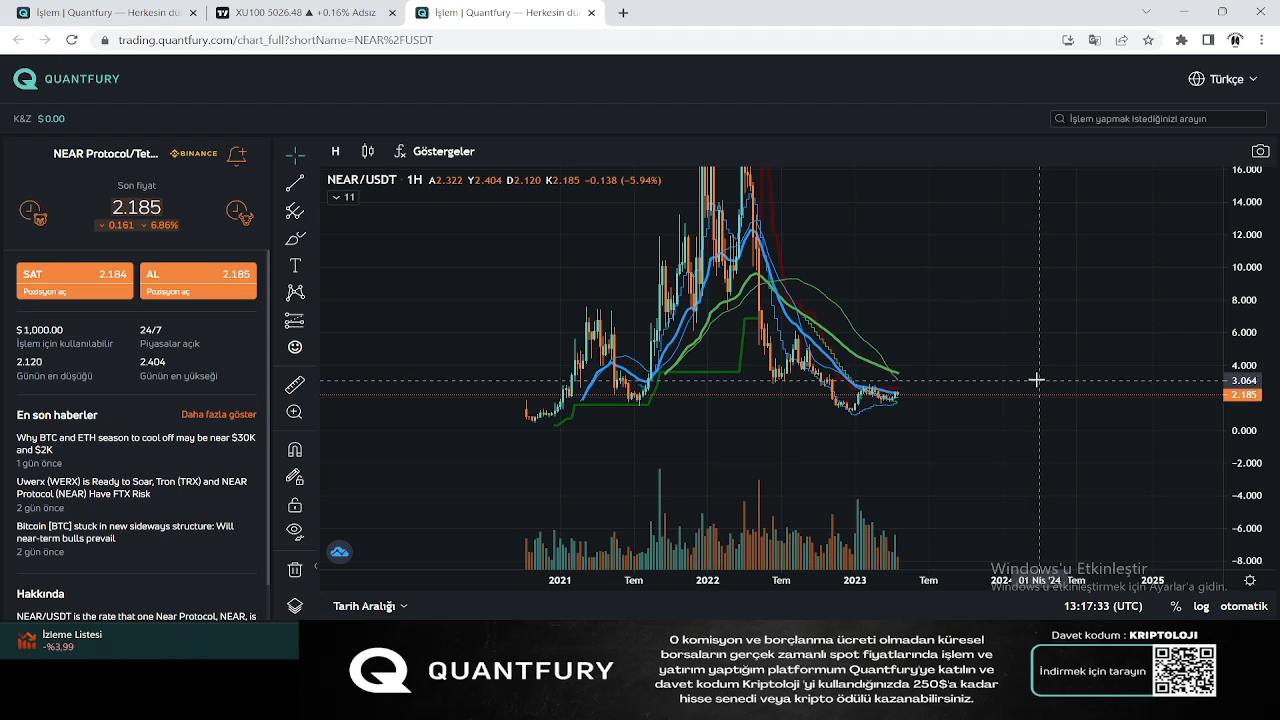 İşlem | Quantfury — Herkesin dü
XU100 5026.48 ▲ +0.16% Adsız
İşlem | Quantfury — Herkesin dü
trading.quantfury.com/chart_full?shortName=NEAR%2FUSDT
QUANTFURY
Türkçe
K&Z $0.00
İşlem yapmak istediğinizi arayın
NEAR Protocol/Tet...
BINANCE
Son fiyat
2.185
0.161 6.86%
SAT 2.184
Pozisyon aç
AL 2.185
Pozisyon aç
$ 1,000.00 24/7
İşlem için kullanılabilir Piyasalar açık
2.120 2.404
Günün en düşüğü Günün en yükseği
En son haberler Daha fazla göster
Why BTC and ETH season to cool off may be near $30K
and $2K
1 gün önce
Uwerx (WERX) is Ready to Soar, Tron (TRX) and NEAR
Protocol (NEAR) Have FTX Risk
2 gün önce
Bitcoin [BTC] stuck in new sideways structure: Will
near-term bulls prevail
2 gün önce
Hakkında
NEAR/USDT is the rate that one Near Protocol, NEAR, is
İzleme Listesi
-%3,99
H
Göstergeler
NEAR/USDT · 1H A2.322 Y2.404 D2.120 K2.185 −0.138 (−5.94%)
11
16.000
14.000
12.000
10.000
8.000
6.000
4.000
3.064
2.185
0.000
−2.000
−4.000
−6.000
−8.000
2021 Tem 2022 Tem 2023 Tem 2024 01 Nis '24 Tem 2025
Windows'u Etkinleştir
Windows'u etkinleştirmek için Ayarlar'a gidin.
Tarih Aralığı
13:17:33 (UTC) % log otomatik
QUANTFURY
0 komisyon ve borçlanma ücreti olmadan küresel
borsaların gerçek zamanlı spot fiyatlarında işlem ve
yatırım yaptığım platformum Quantfury'ye katılın ve
davet kodum Kriptoloji 'yi kullandığınızda 250$'a kadar
hisse senedi veya kripto ödülü kazanabilirsiniz.
Davet kodum : KRIPTOLOJI
İndirmek için tarayın